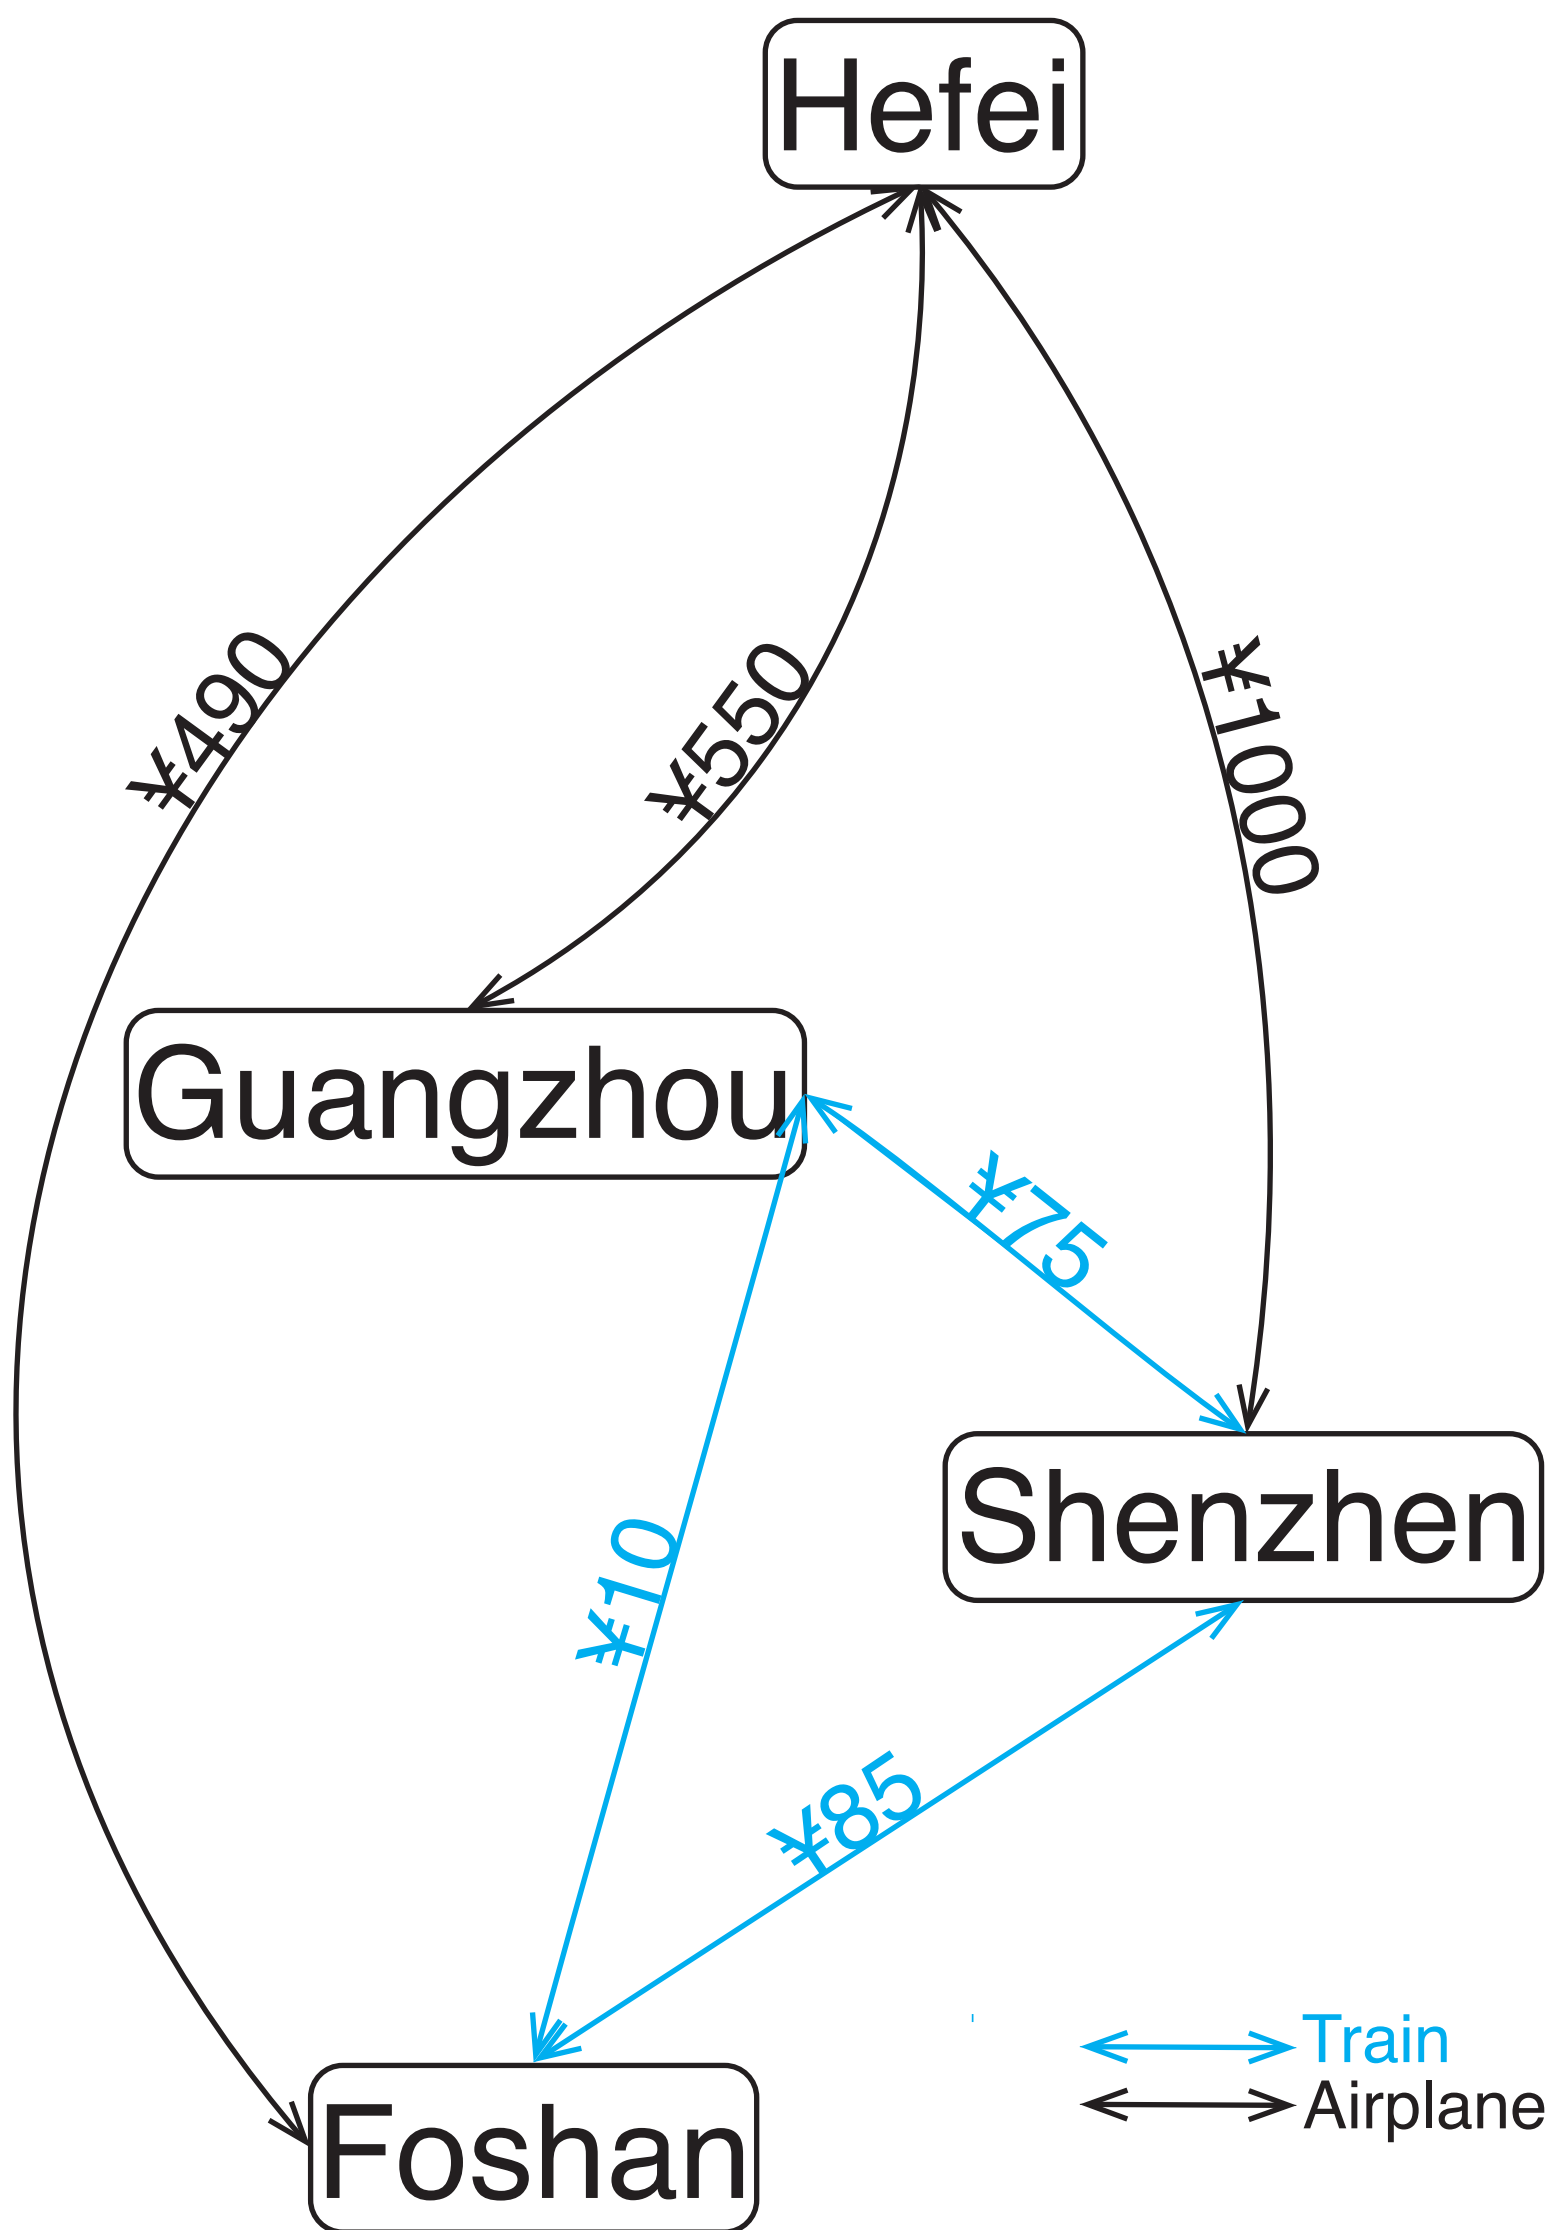 Hefei
¥490
¥550
¥1000
Guangzhou
¥75
Shenzhen
¥10
¥85
Train
Airplane
Foshan